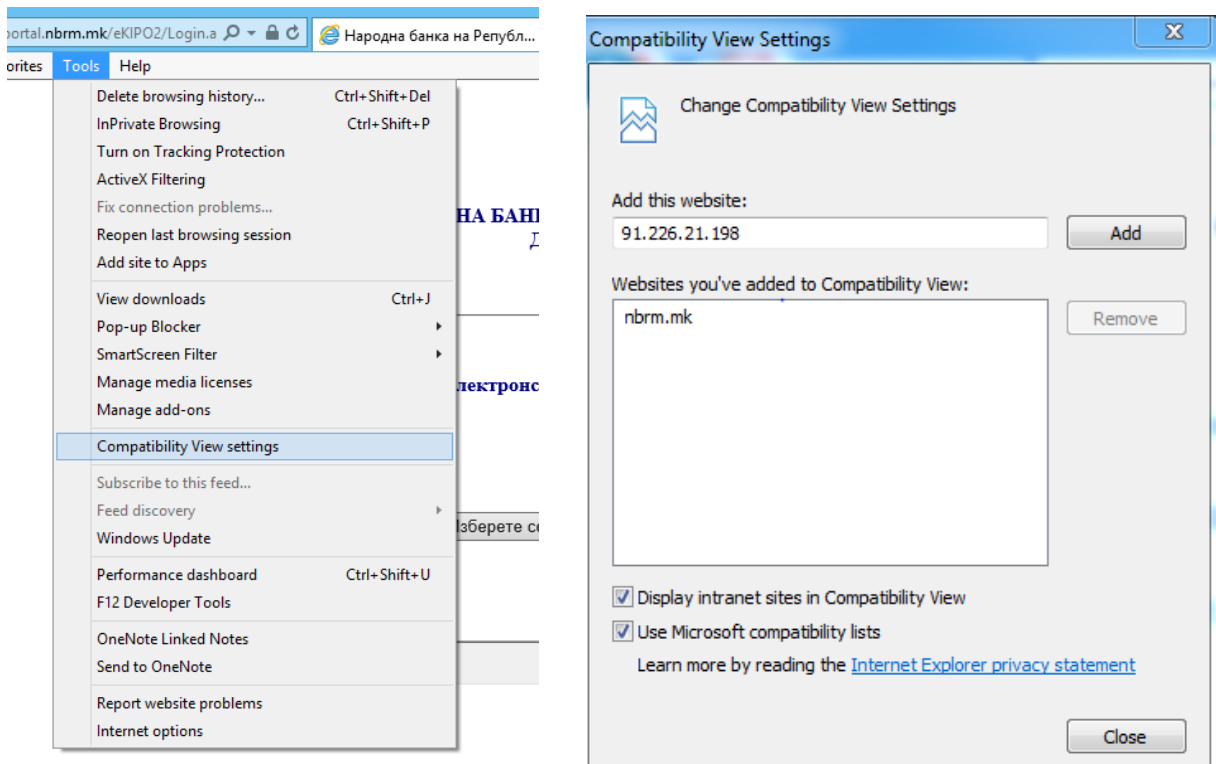 portal.nbrm.mk/eKIPO2/Login.a
Народна банка на Републ...
orites Tools Help
Delete browsing history... Ctrl+Shift+Del
InPrivate Browsing Ctrl+Shift+P
Turn on Tracking Protection
ActiveX Filtering
Fix connection problems...
Reopen last browsing session
Add site to Apps
View downloads Ctrl+J
Pop-up Blocker
SmartScreen Filter
Manage media licenses
Manage add-ons
Compatibility View settings
Subscribe to this feed...
Feed discovery
Windows Update
Performance dashboard Ctrl+Shift+U
F12 Developer Tools
OneNote Linked Notes
Send to OneNote
Report website problems
Internet options
НА БАН
Д
лектронс
Изберете се
Compatibility View Settings
Change Compatibility View Settings
Add this website:
91.226.21.198 Add
Websites you've added to Compatibility View:
nbrm.mk Remove
Display intranet sites in Compatibility View
Use Microsoft compatibility lists
Learn more by reading the Internet Explorer privacy statement
Close